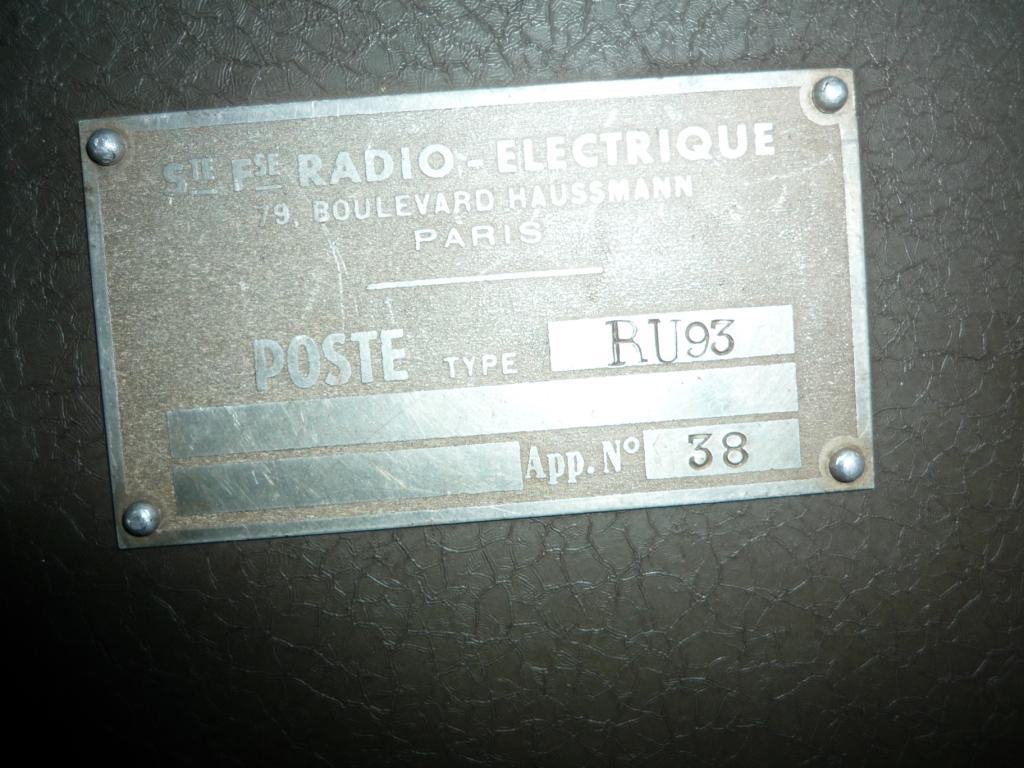 STE FSE RADIO-ELECTRIQUE
79, BOULEVARD HAUSSMANN
PARIS
POSTE TYPE RU93
App. Nº 38